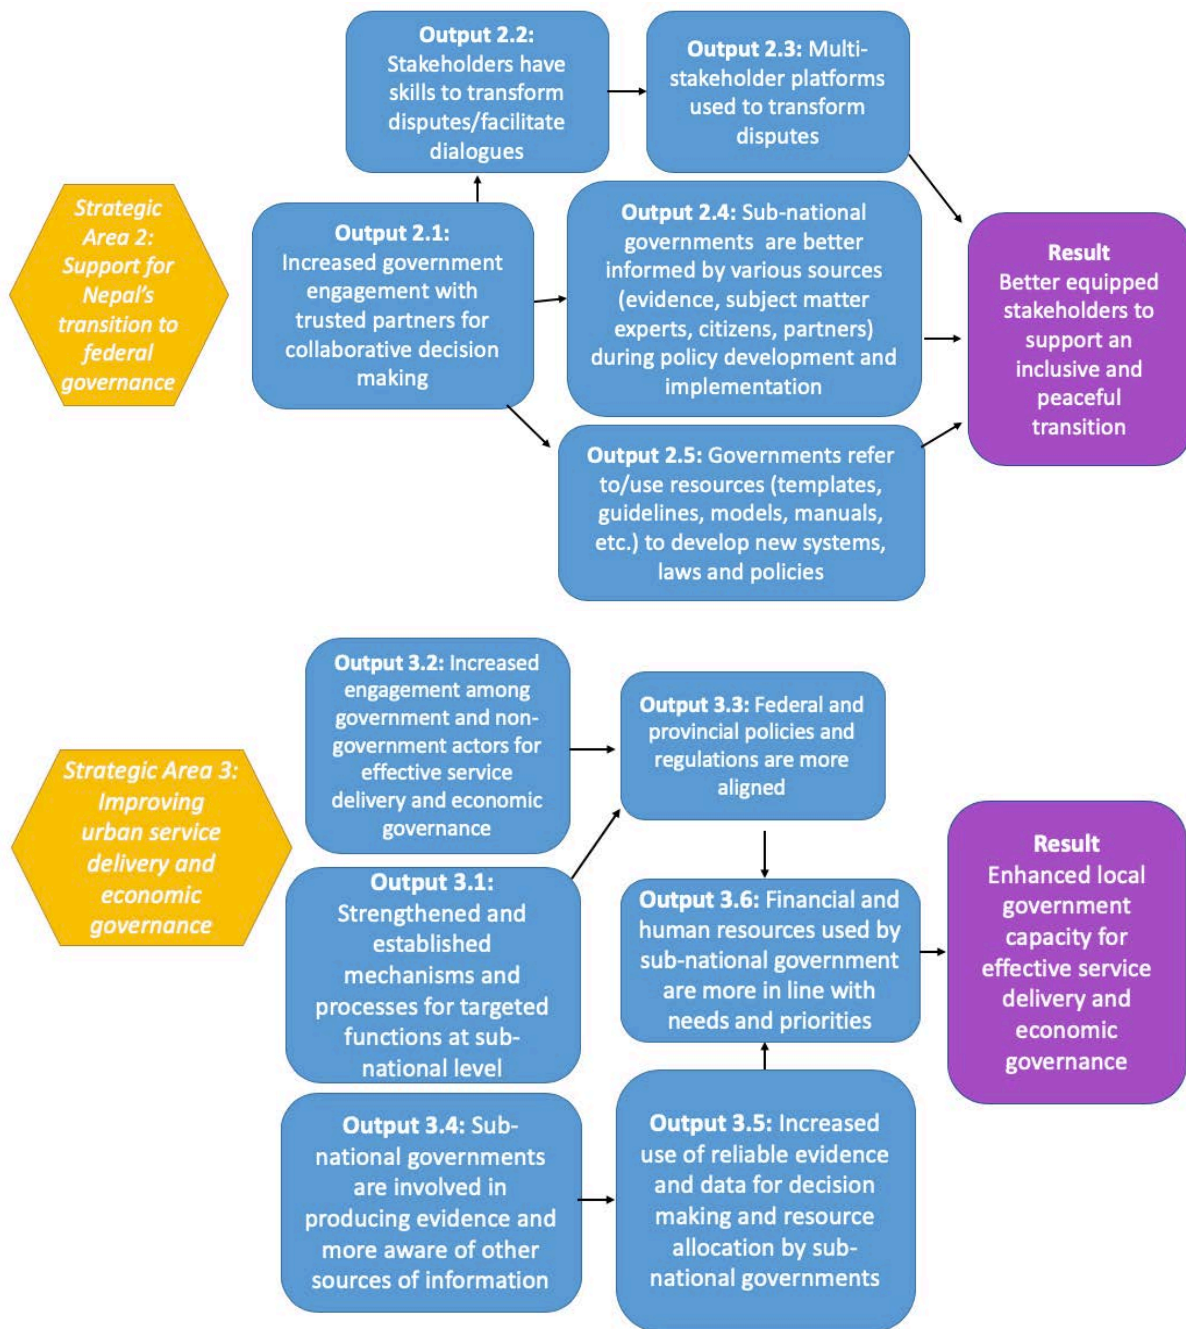 Output 2.2:
Stakeholders have
skills to transform
disputes/facilitate
dialogues
Output 2.3: Multi-
stakeholder platforms
used to transform
disputes
Strategic
Area 2:
Support for
Nepal's
transition to
federal
governance
Output 2.1:
Increased government
engagement with
trusted partners for
collaborative decision
making
Output 2.4: Sub-national
governments are better
informed by various sources
(evidence, subject matter
experts, citizens, partners)
during policy development and
implementation
Result
Better equipped
stakeholders to
support an
inclusive and
peaceful
transition
Output 2.5: Governments refer
to/use resources (templates,
guidelines, models, manuals,
etc.) to develop new systems,
laws and policies
Output 3.2: Increased
engagement among
government and non-
government actors for
effective service
delivery and economic
governance
Output 3.3: Federal and
provincial policies and
regulations are more
aligned
Strategic Area 3:
Improving
urban service
delivery and
economic
governance
Output 3.1:
Strengthened and
established
mechanisms and
processes for targeted
functions at sub-
national level
Output 3.6: Financial and
human resources used by
sub-national government
are more in line with
needs and priorities
Result
Enhanced local
government
capacity for
effective service
delivery and
economic
governance
Output 3.4: Sub-
national governments
are involved in
producing evidence and
more aware of other
sources of information
Output 3.5: Increased
use of reliable evidence
and data for decision
making and resource
allocation by sub-
national governments